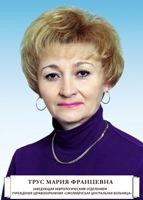 ТРУС МАРИЯ ФРАНЦЕВНА
ЗАВЕДУЮЩАЯ НЕВРОЛОГИЧЕСКИМ ОТДЕЛЕНИЕМ
УЧРЕЖДЕНИЯ ЗДРАВООХРАНЕНИЯ «СМОЛЕВИЧСКАЯ ЦЕНТРАЛЬНАЯ БОЛЬНИЦА»